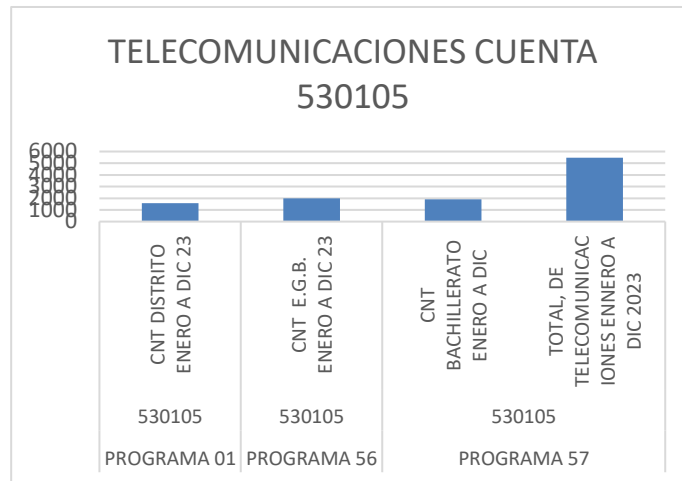 TELECOMUNICACIONES CUENTA
530105
6000
5000
4000
3000
2000
1000
0
CNT DISTRITO
ENERO A DIC 23
CNT E.G.B.
ENERO A DIC 23
CNT
BACHILLERATO
ENERO A DIC
TOTAL, DE
TELECOMUNICAC
IONES ENNERO A
DIC 2023
530105
530105
530105
PROGRAMA 01
PROGRAMA 56
PROGRAMA 57